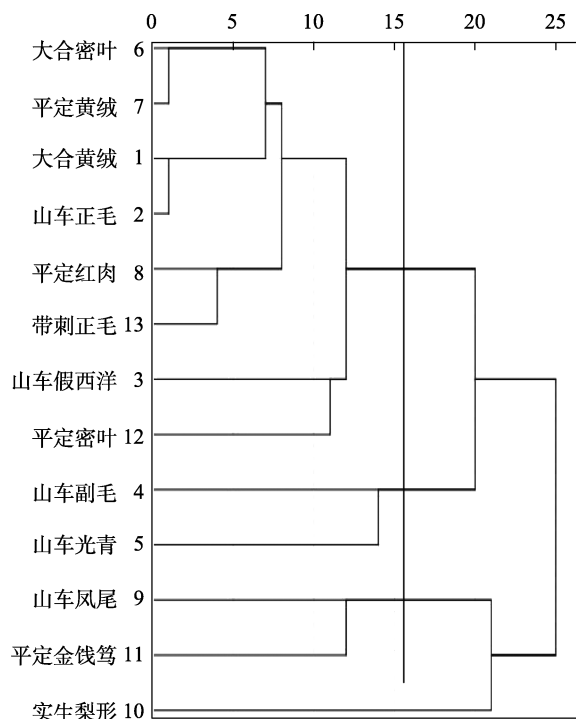 0 5 10 15 20 25
大合密叶 6
平定黄绒 7
大合黄绒 1
山车正毛 2
平定红肉 8
带刺正毛 13
山车假西洋 3
平定密叶 12
山车副毛 4
山车光青 5
山车凤尾 9
平定金钱笃 11
实生梨形 10